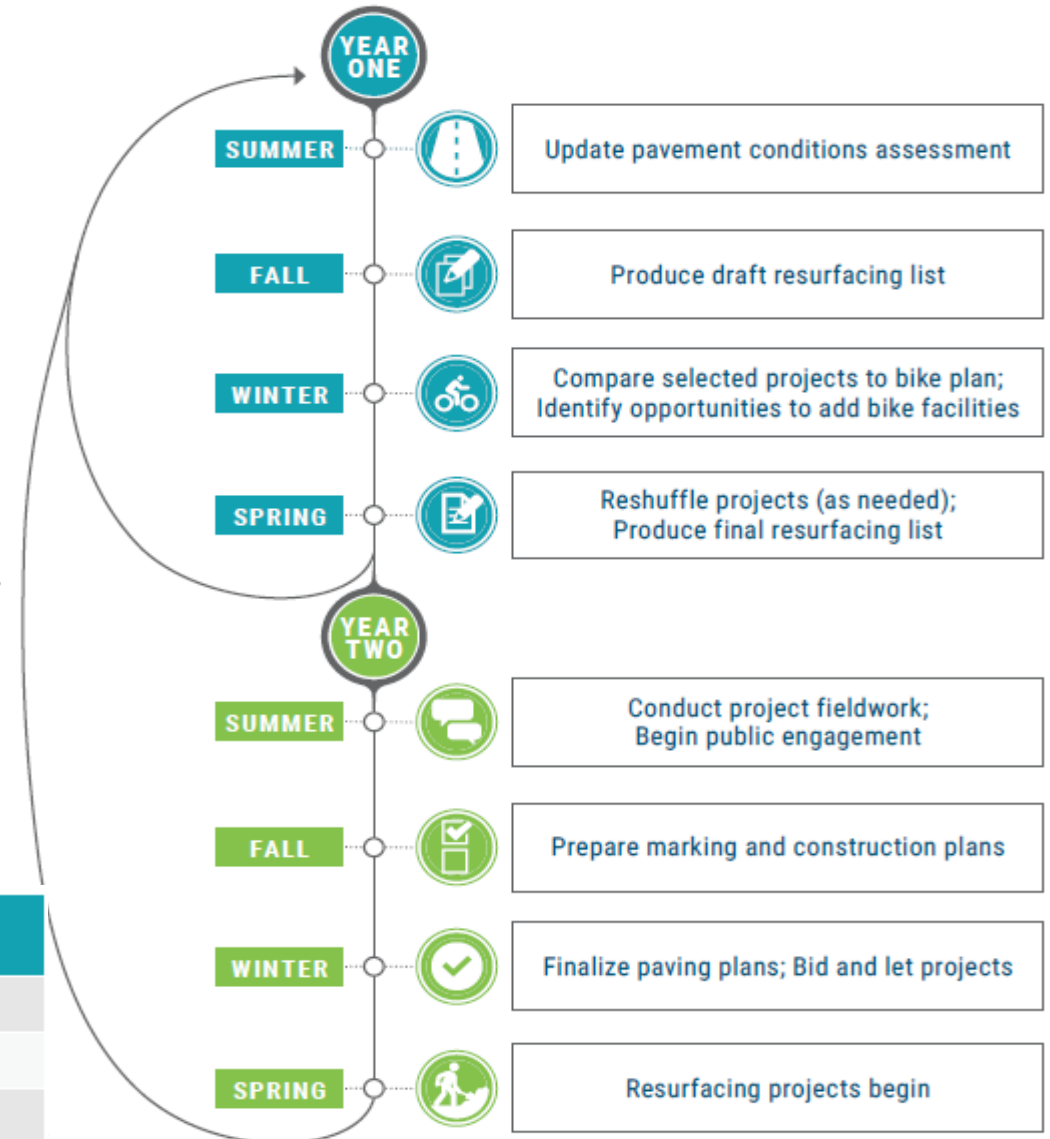 YEAR
ONE
SUMMER
Update pavement conditions assessment
FALL
Produce draft resurfacing list
WINTER
Compare selected projects to bike plan;
Identify opportunities to add bike facilities
SPRING
Reshuffle projects (as needed);
Produce final resurfacing list
YEAR
TWO
SUMMER
Conduct project fieldwork;
Begin public engagement
FALL
Prepare marking and construction plans
WINTER
Finalize paving plans; Bid and let projects
SPRING
Resurfacing projects begin